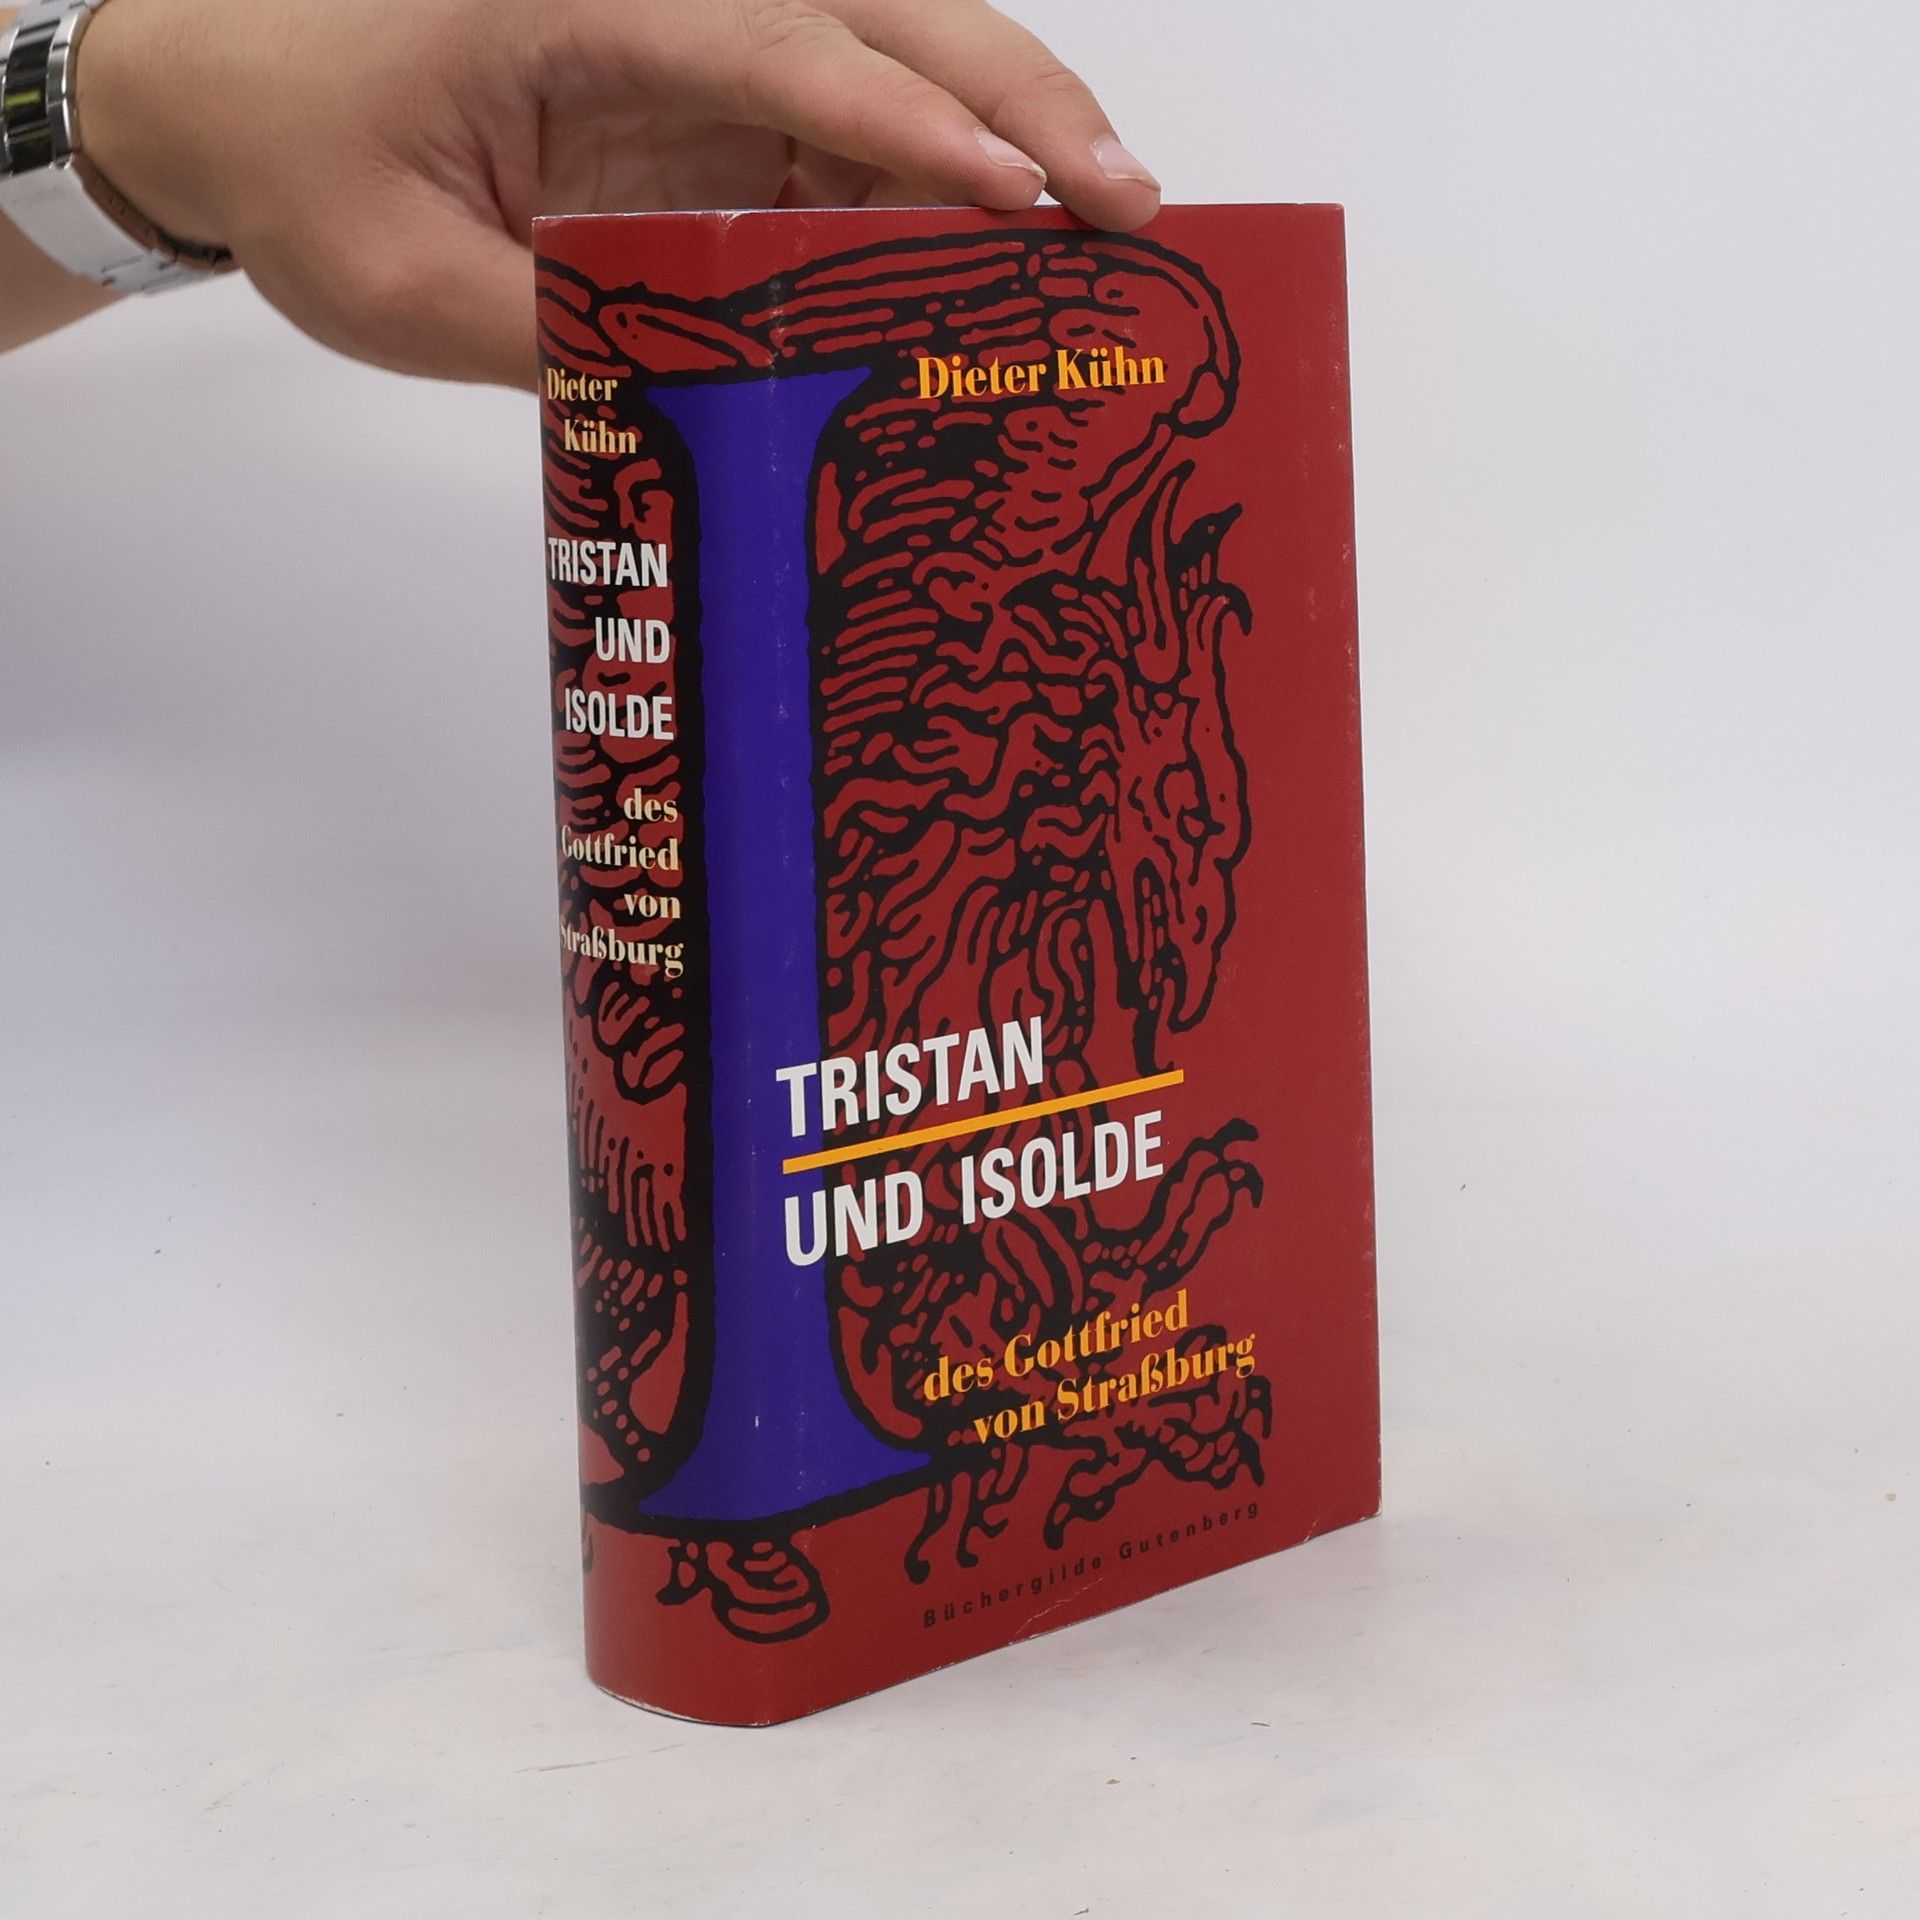 Dieter
Kühn
TRISTAN
UND
ISOLDE
des
Gottfried
von
Straßburg
Dieter Kühn
TRISTAN
UND ISOLDE
des Gottfried
von Straßburg
Büchergilde Gutenberg